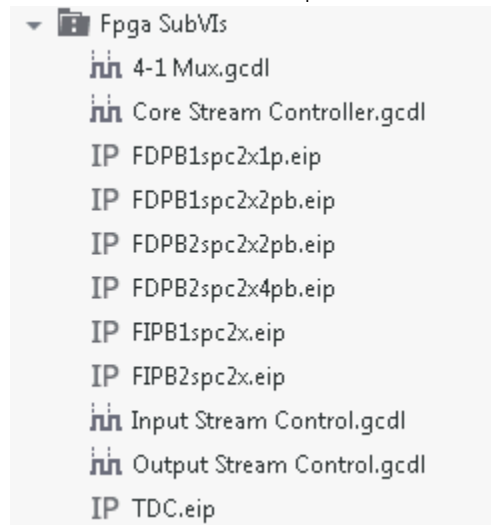 Fpga SubVIs
4-1 Mux.gcdl
Core Stream Controller.gcdl
IP FDPB1spc2x1p.eip
IP FDPB1spc2x2pb.eip
IP FDPB2spc2x2pb.eip
IP FDPB2spc2x4pb.eip
IP FIPB1spc2x.eip
IP FIPB2spc2x.eip
Input Stream Control.gcdl
Output Stream Control.gcdl
IP TDC.eip